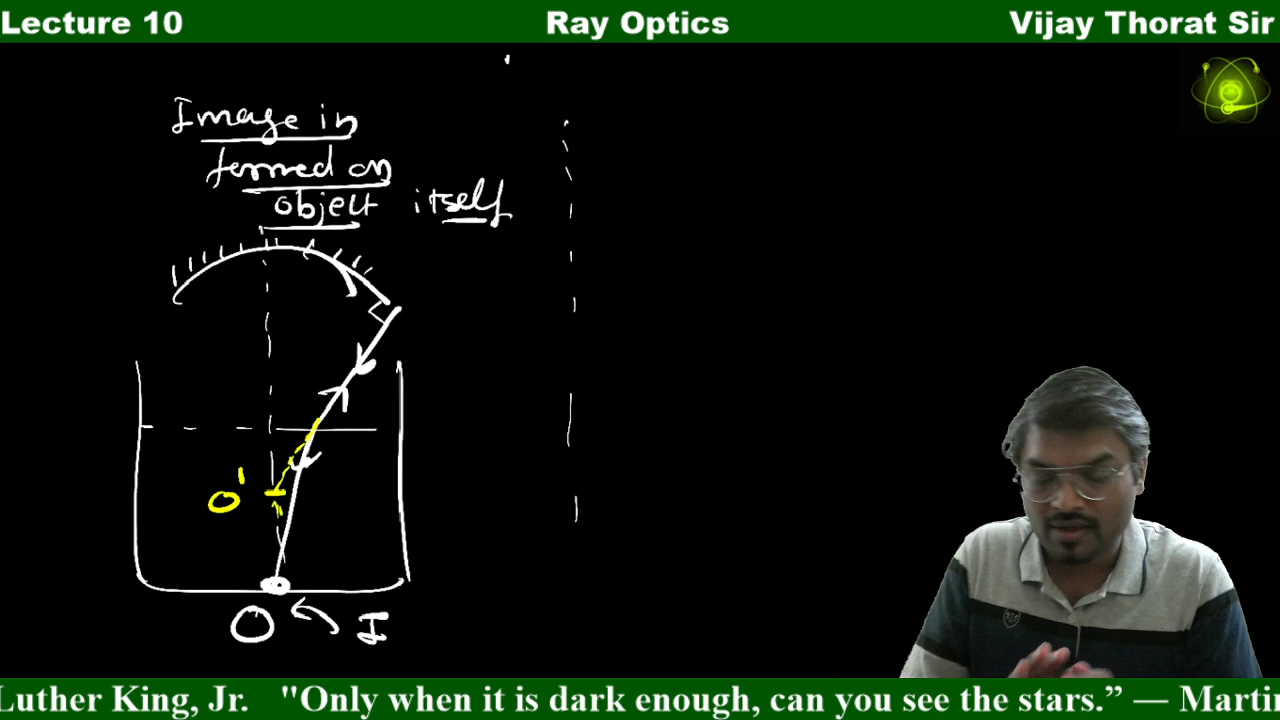 Lecture 10 Ray Optics Vijay Thorat Sir
Image in
formed on
object itself
O'
O I
Luther King, Jr. "Only when it is dark enough, can you see the stars.” — Martin